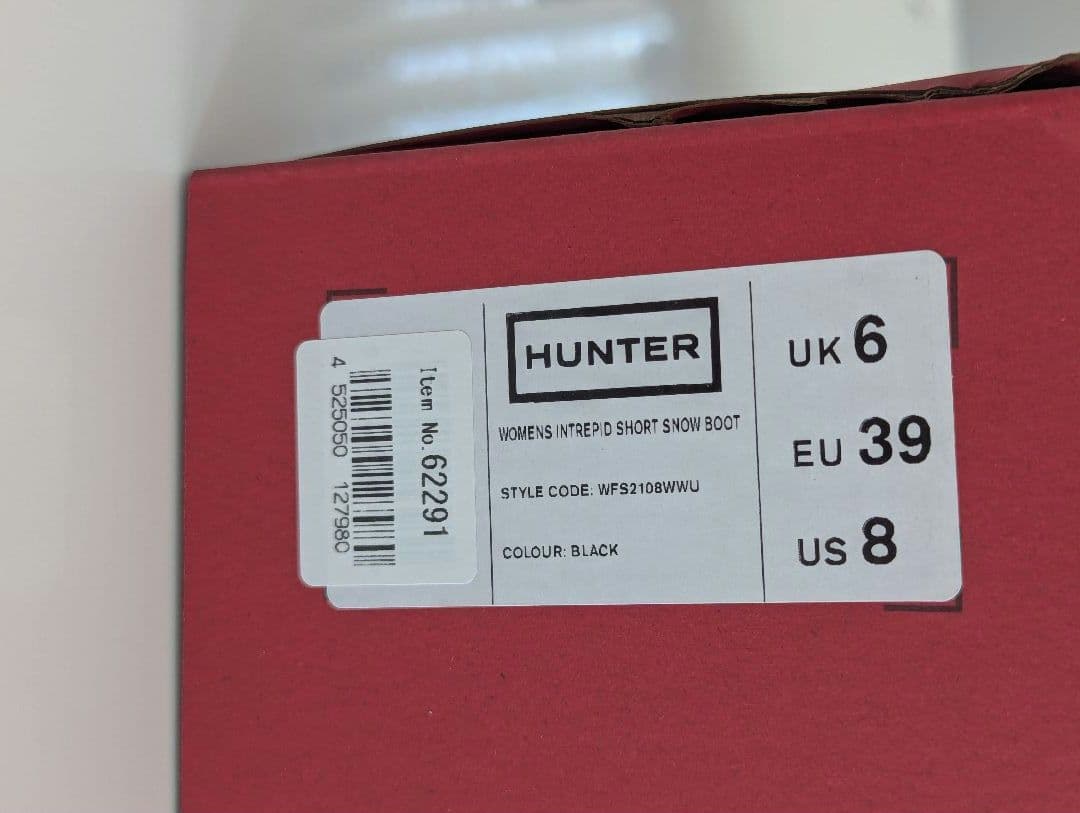 Item No. 62291
4 525050 127980
HUNTER
WOMENS INTREPID SHORT SNOW BOOT
STYLE CODE: WFS2108WWU
COLOUR: BLACK
UK 6
EU 39
US 8